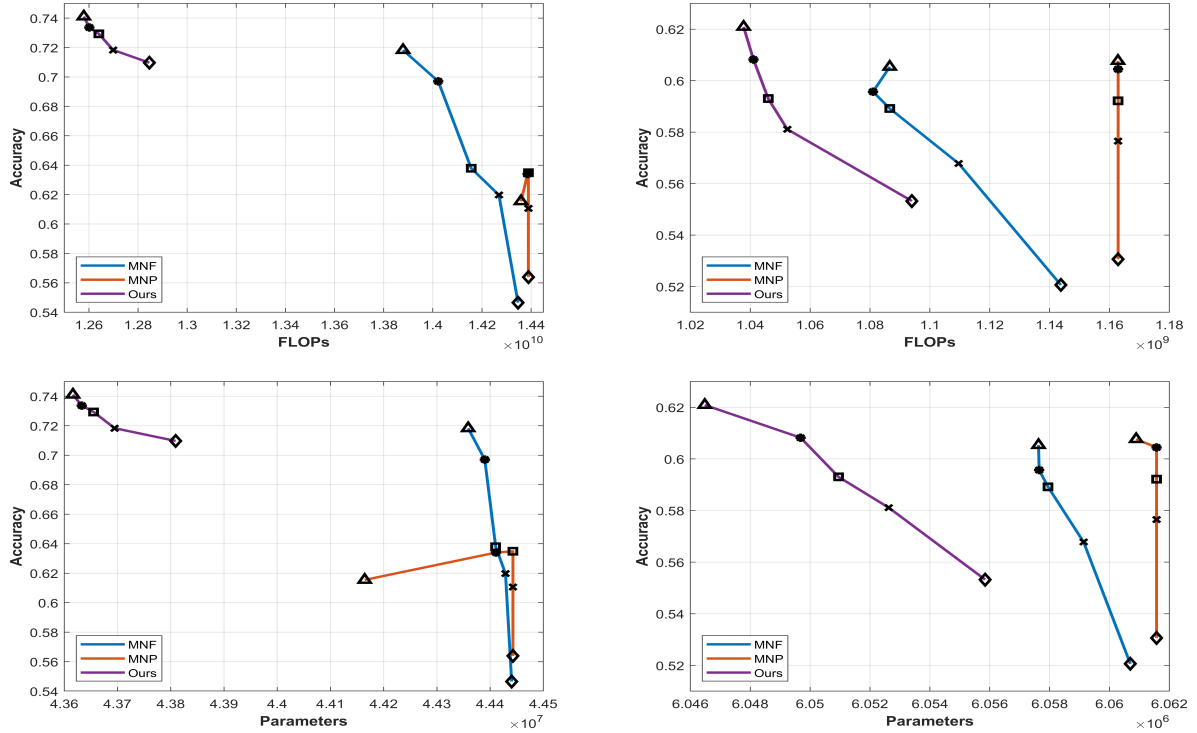 0.74
0.72
0.7
0.68
0.66
0.64
0.62
0.6
0.58
0.56
0.54
Accuracy
MNF
MNP
Ours
1.26 1.28 1.3 1.32 1.34 1.36 1.38 1.4 1.42 1.44
FLOPs
×10^10
0.62
0.6
0.58
0.56
0.54
0.52
Accuracy
MNF
MNP
Ours
1.02 1.04 1.06 1.08 1.1 1.12 1.14 1.16 1.18
FLOPs
×10^9
0.74
0.72
0.7
0.68
0.66
0.64
0.62
0.6
0.58
0.56
0.54
Accuracy
MNF
MNP
Ours
4.36 4.37 4.38 4.39 4.4 4.41 4.42 4.43 4.44 4.45
Parameters
×10^7
0.62
0.6
0.58
0.56
0.54
0.52
Accuracy
MNF
MNP
Ours
6.046 6.048 6.05 6.052 6.054 6.056 6.058 6.06 6.062
Parameters
×10^6